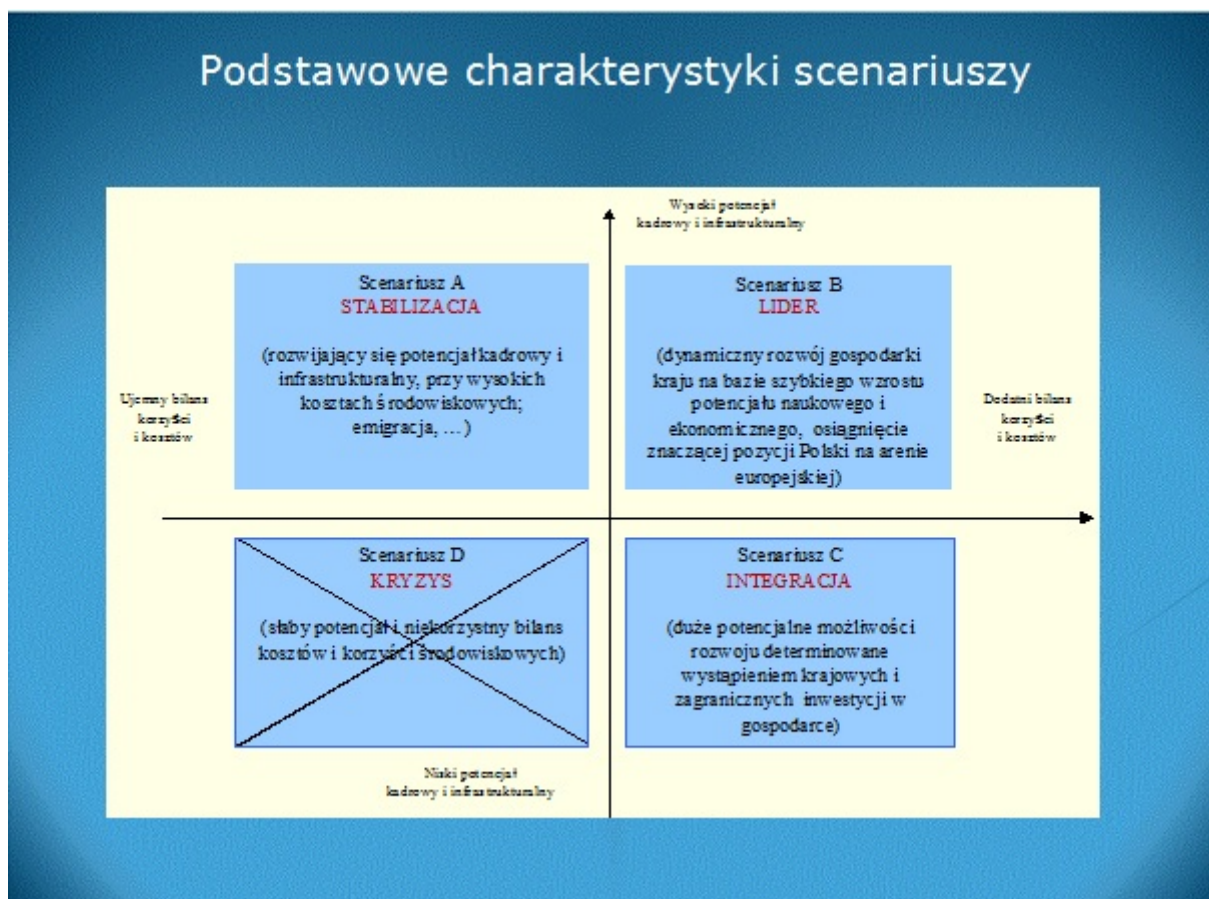 Podstawowe charakterystyki scenariuszy
Wysoki potencjał
kadrowy i infrastrukturalny
Scenariusz A
STABILIZACJA
(rozwijający się potencjał kadrowy i
infrastrukturalny, przy wysokich
kosztach środowiskowych;
emigracja, ...)
Scenariusz B
LIDER
(dynamiczny rozwój gospodarki
kraju na bazie szybkiego wzrostu
potencjału naukowego i
ekonomicznego, osiągnięcie
znaczącej pozycji Polski na arenie
europejskiej)
Ujemny bilans
korzyści
i kosztów
Dodatni bilans
korzyści
i kosztów
Scenariusz D
KRYZYS
(słaby potencjał i niekorzystny bilans
kosztów i korzyści środowiskowych)
Scenariusz C
INTEGRACJA
(duże potencjalne możliwości
rozwoju determinowane
wystąpieniem krajowych i
zagranicznych inwestycji w
gospodarce)
Niski potencjał
kadrowy i infrastrukturalny